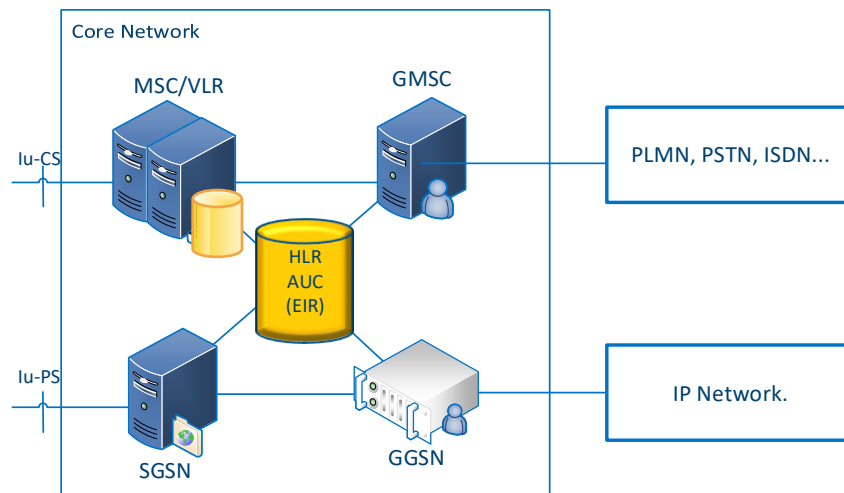 Core Network
MSC/VLR
GMSC
Iu-CS
PLMN, PSTN, ISDN...
HLR
AUC
(EIR)
Iu-PS
IP Network.
SGSN
GGSN